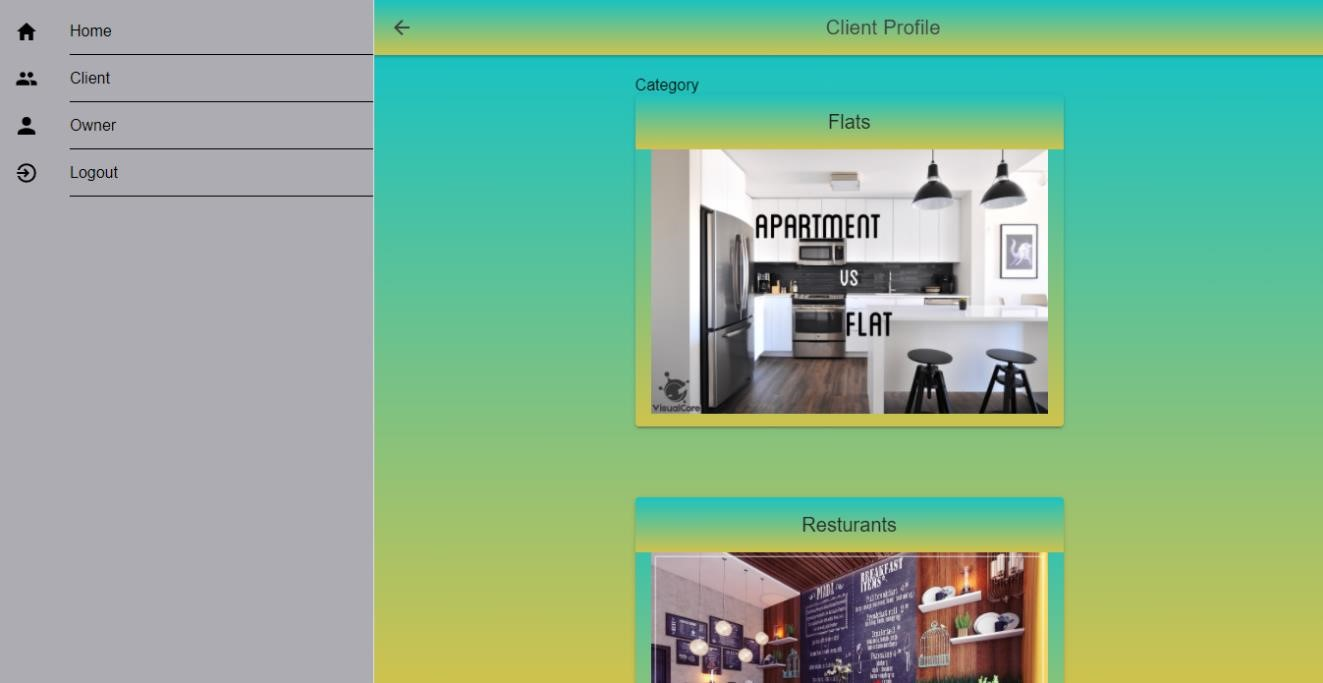 Home
Client
Owner
Logout
Client Profile
Category
Flats
APARTMENT
VS
FLAT
VisualCore
Resturants
BREAKFAST
ITEMS